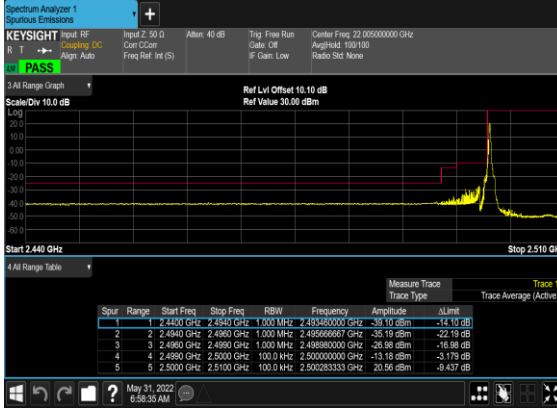 Spectrum Analyzer 1
Spurious Emissions
+
KEYSIGHT Input: RF Input Z: 50 Ω Atten: 40 dB Trig: Free Run Center Freq: 22.005000000 GHz
R T Coupling: DC Corr CCorr Gate: Off Avg|Hold: 100/100
Align: Auto Freq Ref: Int (S) IF Gain: Low Radio Std: None
PASS
3.All Range Graph
Ref Lvl Offset 10.10 dB
Scale/Div 10.0 dB Ref Value 30.00 dBm
Log
20.0
10.0
0.00
-10.0
-20.0
-30.0
-40.0
-50.0
-60.0
Start 2.440 GHz Stop 2.510 GH
4.All Range Table
Measure Trace Trace 1
Trace Type Trace Average (Active
Spur Range Start Freq Stop Freq RBW Frequency Amplitude ΔLimit
1 1 2.4400 GHz 2.4940 GHz 1.000 MHz 2.493460000 GHz -39.10 dBm -14.10 dB
2 2 2.4940 GHz 2.4960 GHz 1.000 MHz 2.495666667 GHz -35.19 dBm -22.19 dB
3 3 2.4960 GHz 2.4990 GHz 1.000 MHz 2.498980000 GHz -26.98 dBm -16.98 dB
4 4 2.4990 GHz 2.5000 GHz 100.0 kHz 2.500000000 GHz -13.18 dBm -3.179 dB
5 5 2.5000 GHz 2.5100 GHz 100.0 kHz 2.500283333 GHz 20.56 dBm -9.437 dB
?
May 31, 2022
6:58:35 AM